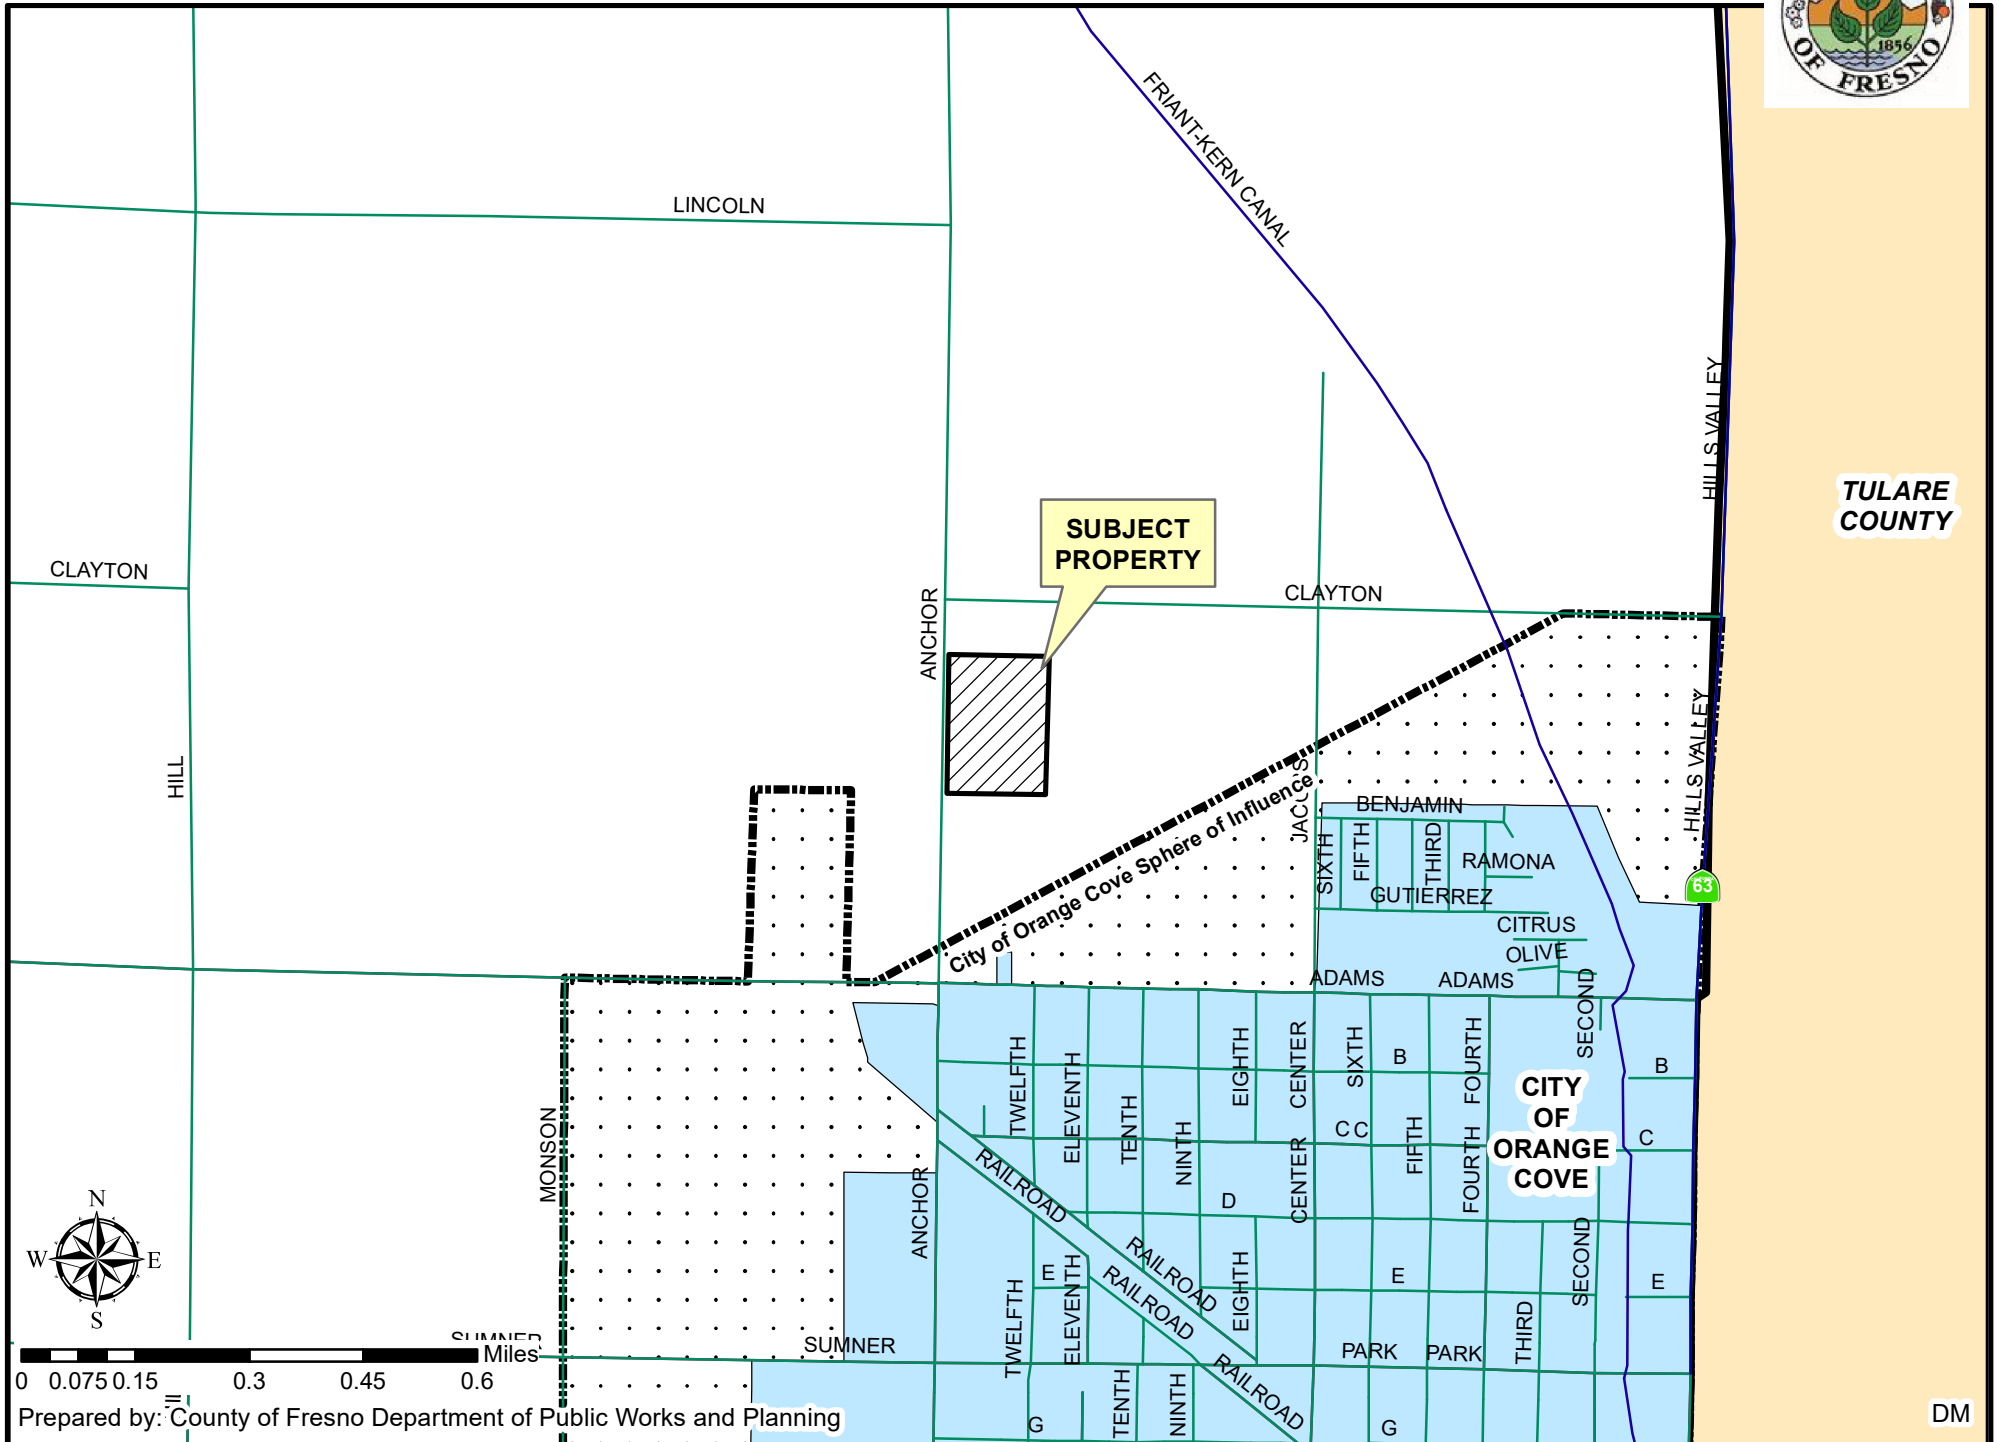 1856
OF FRESNO
FRIANT-KERN CANAL
LINCOLN
HILLS VALLEY
TULARE
COUNTY
SUBJECT
PROPERTY
CLAYTON
CLAYTON
ANCHOR
HILL
HILLS VALLEY
City of Orange Cove Sphere of Influence
BENJAMIN
SIXTH
FIFTH
THIRD
RAMONA
63
GUTIERREZ
CITRUS
OLIVE
ADAMS
ADAMS
SECOND
TWELFTH
ELEVENTH
TENTH
NINTH
EIGHTH
CENTER
SIXTH
B
FOURTH
B
CITY
OF
ORANGE
COVE
C C
FIFTH
FOURTH
C
MONSON
ANCHOR
RAILROAD
CENTER
D
N
W
E
S
RAILROAD
RAILROAD
E
ELEVENTH
TWELFTH
EIGHTH
E
THIRD
SECOND
E
SUMNER
SUMNER
PARK
PARK
RAILROAD
Miles
0 0.075 0.15 0.3 0.45 0.6
TENTH
NINTH
G
G
Prepared by: County of Fresno Department of Public Works and Planning
DM